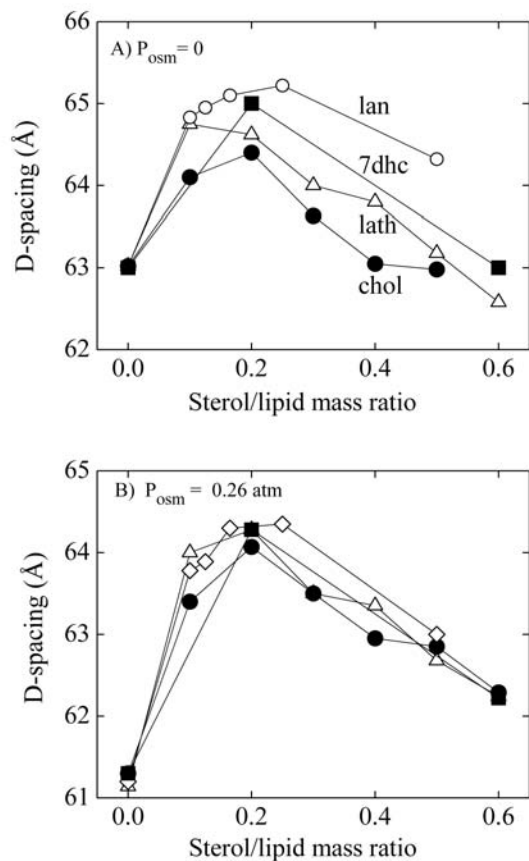 66
A) Posm= 0
65
lan
7dhc
64
lath
63
chol
62
0.0 0.2 0.4 0.6
D-spacing (Å)
Sterol/lipid mass ratio
65
B) Posm = 0.26 atm
64
63
62
61
0.0 0.2 0.4 0.6
D-spacing (Å)
Sterol/lipid mass ratio